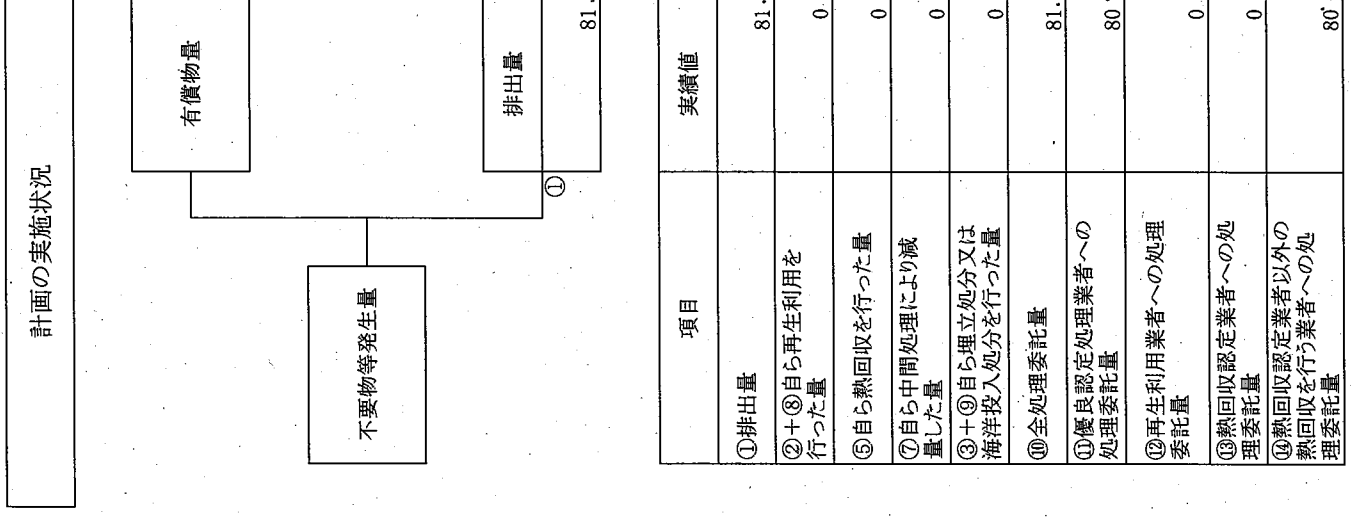 計画の実施状況
有償物量
不要物等発生量
排出量
①
81.
項目
実績値
①排出量
81.
②+⑧自ら再生利用を
行った量
0
⑤自ら熱回収を行った量
0
⑦自ら中間処理により減
量した量
0
③+⑨自ら埋立処分又は
海洋投入処分を行った量
0
⑩全処理委託量
81.
⑪優良認定処理業者への
処理委託量
80
⑫再生利用業者への処理
委託量
0
⑬熱回収認定業者への処
理委託量
0
⑭熱回収認定業者以外の
熱回収を行う業者への処
理委託量
80